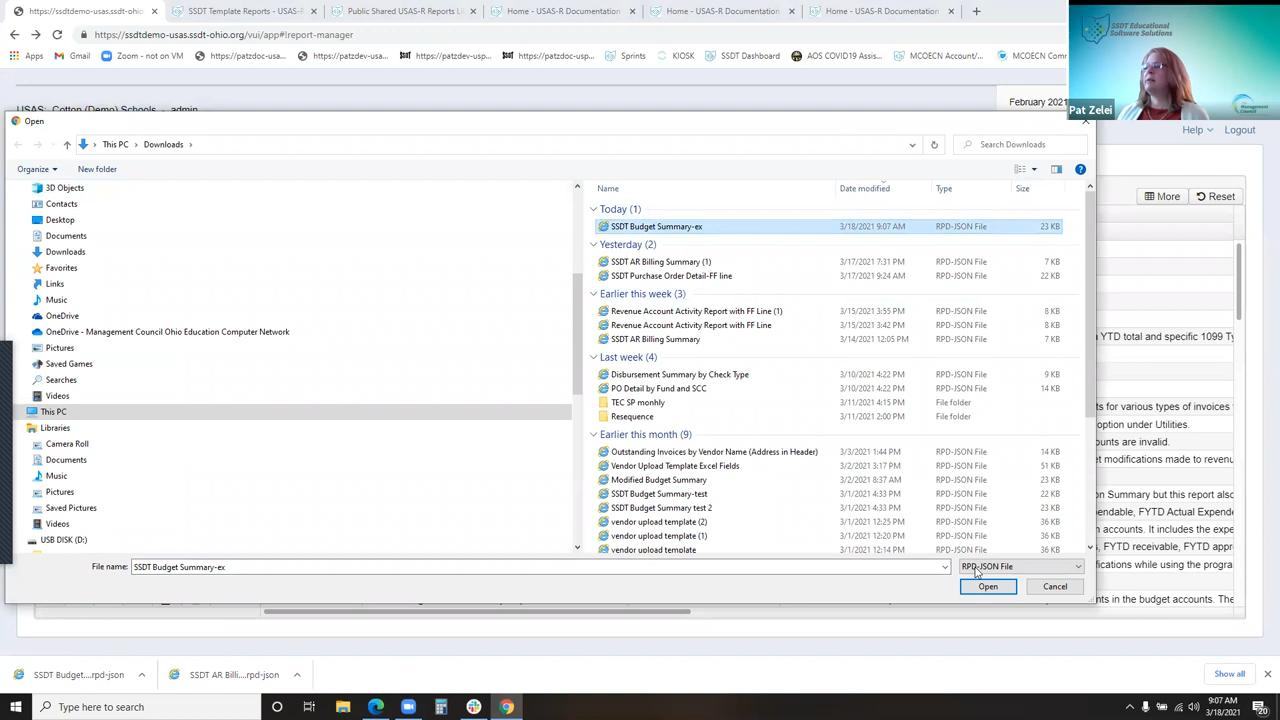 https://ssdtdemo-usas.ssdt-ohio
SSDT Template Reports - USAS-R
Public Shared USAS-R Reports Li
Home - USAS-R Documentation
Home - USAS-R Documentation
Home - USAS-R Documentation
https://ssdtdemo-usas.ssdt-ohio.org/vui/app#!report-manager
Apps
Gmail
Zoom - not on VM
https://patzdoc-usa...
https://patzdev-usa...
https://patzdev-usp...
https://patzdoc-usp...
Sprints
KIOSK
SSDT Dashboard
AOS COVID19 Assis...
MCOECN Account/...
MCOECN Com
SSDT Educational
Software Solutions
Management
Council
Pat Zelei
USAS: Cotton (Demo) Schools - admin
February 2021
Help
Logout
Open
This PC
Downloads
Search Downloads
Organize
New folder
More
Reset
3D Objects
Contacts
Desktop
Documents
Downloads
Favorites
Links
Music
OneDrive
OneDrive - Management Council Ohio Education Computer Network
Pictures
Saved Games
Searches
Videos
This PC
Libraries
Camera Roll
Documents
Music
Pictures
Saved Pictures
Videos
USB DISK (D:)
Name Date modified Type Size
Today (1)
SSDT Budget Summary-ex 3/18/2021 9:07 AM RPD-JSON File 23 KB
Yesterday (2)
SSDT AR Billing Summary (1) 3/17/2021 7:31 PM RPD-JSON File 7 KB
SSDT Purchase Order Detail-FF line 3/17/2021 9:24 AM RPD-JSON File 22 KB
Earlier this week (3)
Revenue Account Activity Report with FF Line (1) 3/15/2021 3:55 PM RPD-JSON File 8 KB
Revenue Account Activity Report with FF Line 3/15/2021 3:42 PM RPD-JSON File 8 KB
SSDT AR Billing Summary 3/14/2021 12:05 PM RPD-JSON File 7 KB
Last week (4)
Disbursement Summary by Check Type 3/10/2021 4:22 PM RPD-JSON File 9 KB
PO Detail by Fund and SCC 3/10/2021 4:22 PM RPD-JSON File 14 KB
TEC SP monhly 3/11/2021 4:15 PM File folder
Resequence 3/11/2021 2:00 PM File folder
Earlier this month (9)
Outstanding Invoices by Vendor Name (Address in Header) 3/3/2021 1:44 PM RPD-JSON File 14 KB
Vendor Upload Template Excel Fields 3/2/2021 3:17 PM RPD-JSON File 51 KB
Modified Budget Summary 3/2/2021 8:37 AM RPD-JSON File 23 KB
SSDT Budget Summary-test 3/1/2021 4:33 PM RPD-JSON File 22 KB
SSDT Budget Summary test 2 3/1/2021 4:33 PM RPD-JSON File 23 KB
vendor upload template (2) 3/1/2021 12:25 PM RPD-JSON File 36 KB
vendor upload template (1) 3/1/2021 12:20 PM RPD-JSON File 36 KB
vendor upload template 3/1/2021 12:14 PM RPD-JSON File 36 KB
YTD total and specific 1099 Ty
ts for various types of invoices
option under Utilities.
ounts are invalid.
et modifications made to revenu
on Summary but this report also
endable, FYTD Actual Expende
n accounts. It includes the expe
s, FYTD receivable, FYTD appr
ifications while using the progra
nts in the budget accounts. The
File name:
SSDT Budget Summary-ex
RPD-JSON File
Open
Cancel
SSDT Budget....rpd-json
SSDT AR Billi....rpd-json
Show all
Type here to search
9:07 AM
3/18/2021
20